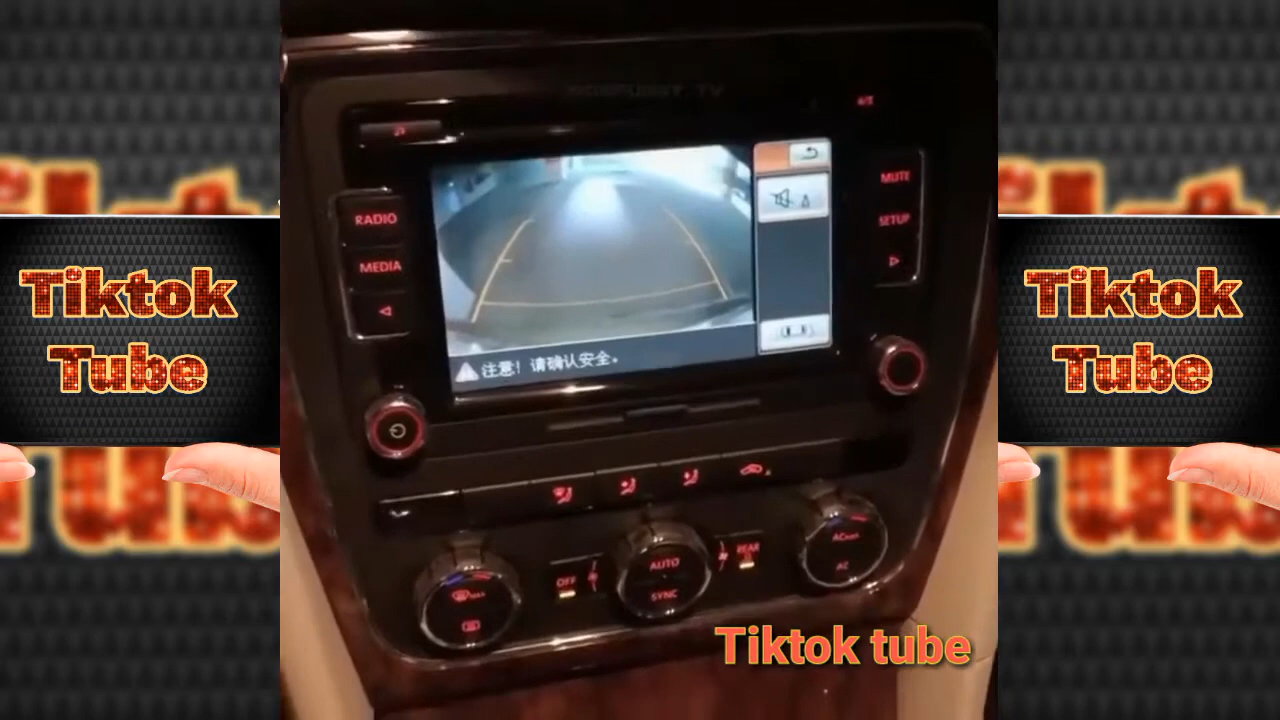 Tiktok
Tube
RADIO
MEDIA
MUTE
SETUP
注意!请确认安全。
OFF
AUTO
SYNC
REAR
AC
Tiktok tube
Tiktok
Tube